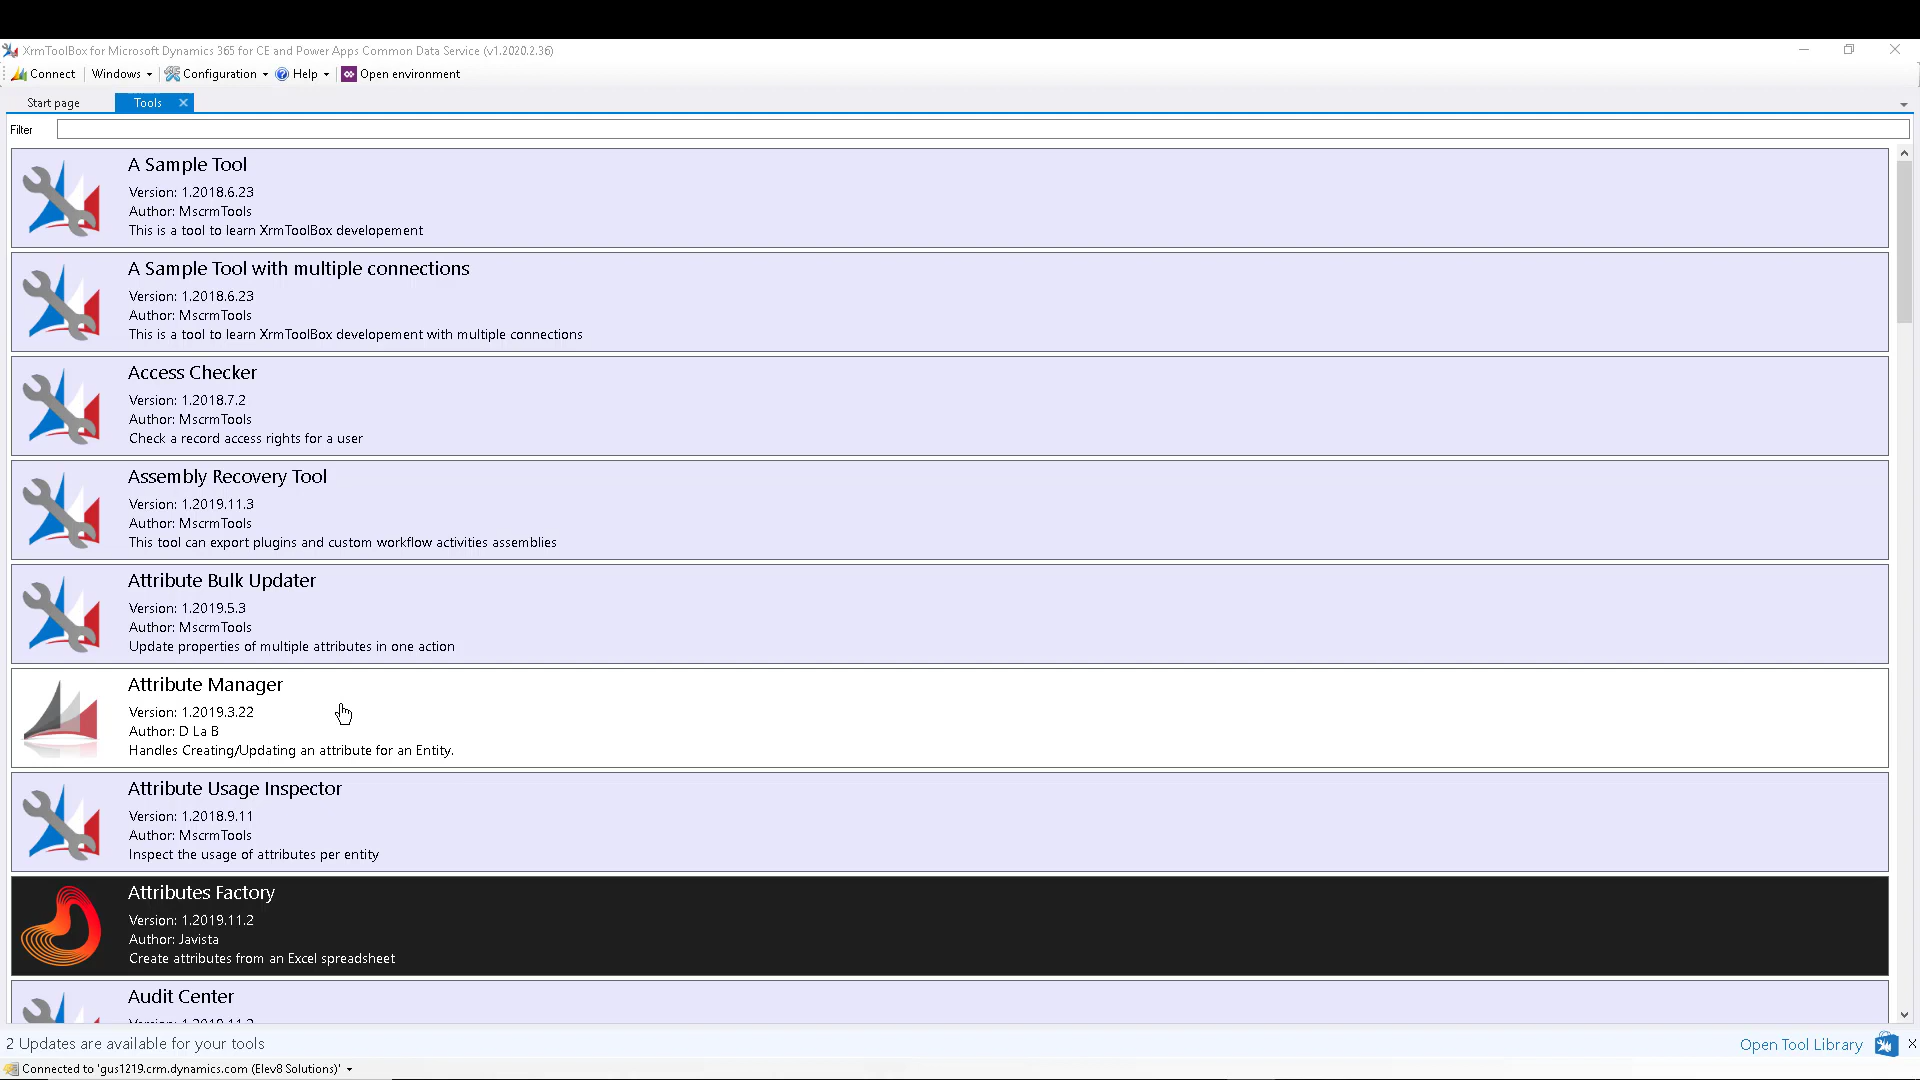 XrmToolBox for Microsoft Dynamics 365 for CE and Power Apps Common Data Service (v1.2020.2.36)
Connect Windows Configuration Help Open environment
Start page Tools
Filter
A Sample Tool
Version: 1.2018.6.23
Author: MscrmTools
This is a tool to learn XrmToolBox developement
A Sample Tool with multiple connections
Version: 1.2018.6.23
Author: MscrmTools
This is a tool to learn XrmToolBox developement with multiple connections
Access Checker
Version: 1.2018.7.2
Author: MscrmTools
Check a record access rights for a user
Assembly Recovery Tool
Version: 1.2019.11.3
Author: MscrmTools
This tool can export plugins and custom workflow activities assemblies
Attribute Bulk Updater
Version: 1.2019.5.3
Author: MscrmTools
Update properties of multiple attributes in one action
Attribute Manager
Version: 1.2019.3.22
Author: D La B
Handles Creating/Updating an attribute for an Entity.
Attribute Usage Inspector
Version: 1.2018.9.11
Author: MscrmTools
Inspect the usage of attributes per entity
Attributes Factory
Version: 1.2019.11.2
Author: Javista
Create attributes from an Excel spreadsheet
Audit Center
2 Updates are available for your tools
Open Tool Library
Connected to 'gus1219.crm.dynamics.com (Elev8 Solutions)'